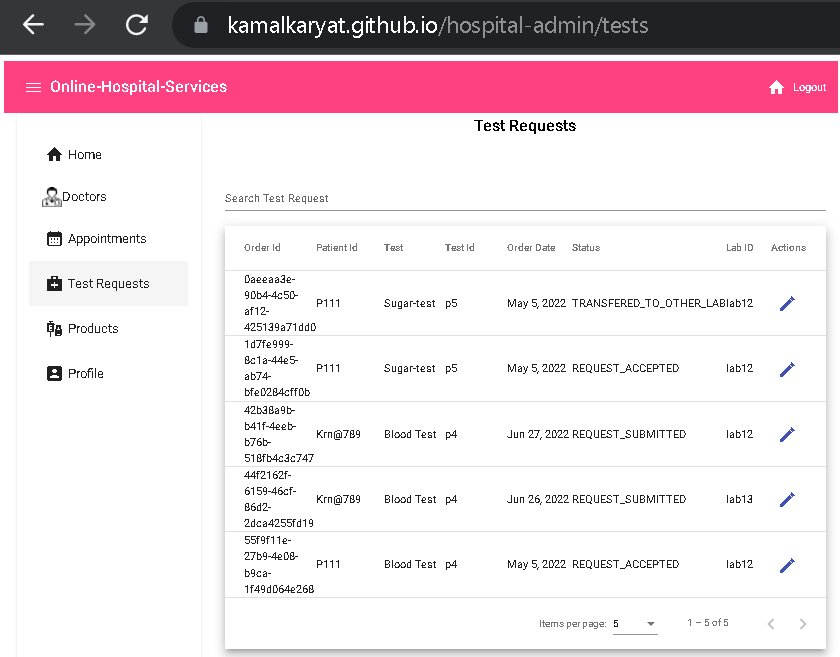 kamalkaryat.github.io/hospital-admin/tests
Online-Hospital-Services
Logout
Test Requests
Home
Doctors
Appointments
Test Requests
Products
Profile
Search Test Request
Order Id Patient Id Test Test Id Order Date Status Lab ID Actions
0aeeaa3e-
90b4-4c50-
af12-
425139a71dd0
P111 Sugar-test p5 May 5, 2022 TRANSFERED_TO_OTHER_LAB lab12
1d7fe999-
8c1a-44e5-
ab74-
bfe0284cff0b
P111 Sugar-test p5 May 5, 2022 REQUEST_ACCEPTED lab12
42b38a9b-
b41f-4eeb-
b76b-
518fb4c3c747
Krn@789 Blood Test p4 Jun 27, 2022 REQUEST_SUBMITTED lab12
44f2162f-
6159-46cf-
86d2-
2dca4255fd19
Krn@789 Blood Test p4 Jun 26, 2022 REQUEST_SUBMITTED lab13
55f9f11e-
27b9-4e08-
b9ca-
1f49d064e268
P111 Blood Test p4 May 5, 2022 REQUEST_ACCEPTED lab12
Items per page: 5 1 – 5 of 5